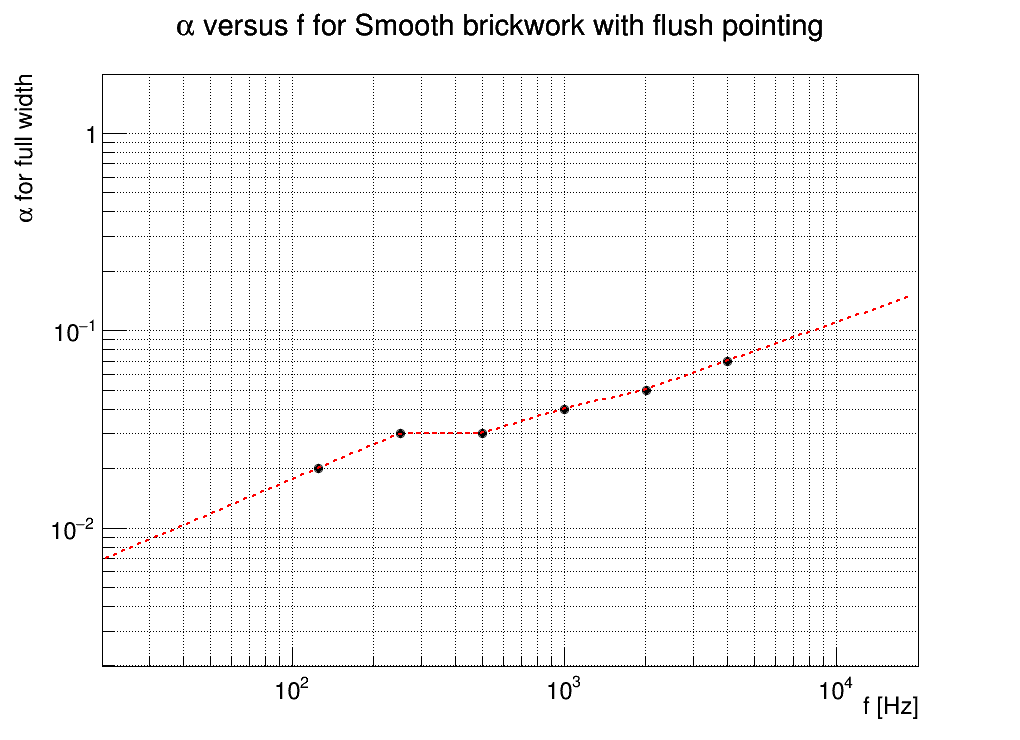 α versus f for Smooth brickwork with flush pointing
α for full width
1
10⁻¹
10⁻²
10²
10³
10⁴
f [Hz]